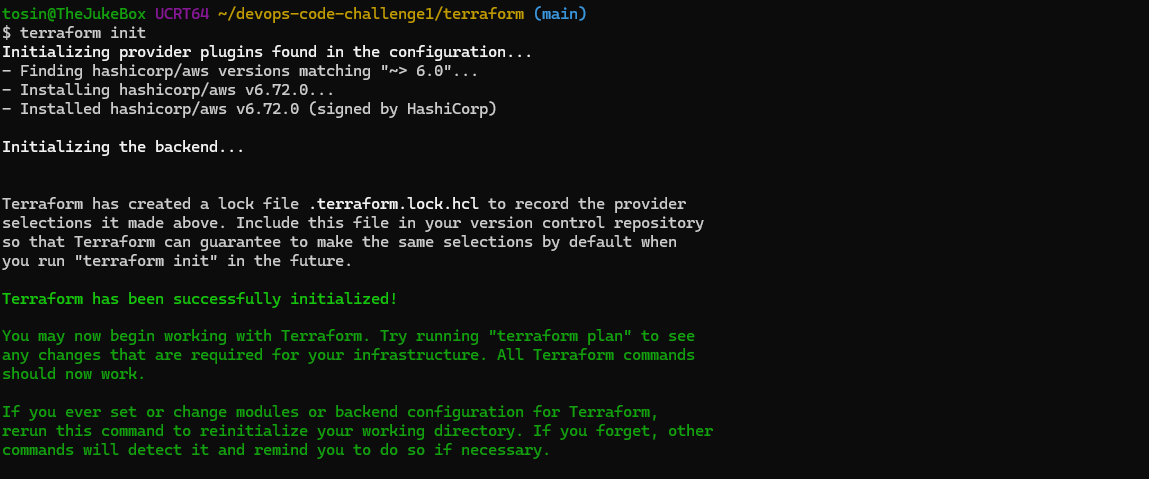 tosin@TheJukeBox UCRT64 ~/devops-code-challenge1/terraform (main)
$ terraform init
Initializing provider plugins found in the configuration...
- Finding hashicorp/aws versions matching "~> 6.0"...
- Installing hashicorp/aws v6.72.0...
- Installed hashicorp/aws v6.72.0 (signed by HashiCorp)
Initializing the backend...
Terraform has created a lock file .terraform.lock.hcl to record the provider
selections it made above. Include this file in your version control repository
so that Terraform can guarantee to make the same selections by default when
you run "terraform init" in the future.
Terraform has been successfully initialized!
You may now begin working with Terraform. Try running "terraform plan" to see
any changes that are required for your infrastructure. All Terraform commands
should now work.
If you ever set or change modules or backend configuration for Terraform,
rerun this command to reinitialize your working directory. If you forget, other
commands will detect it and remind you to do so if necessary.